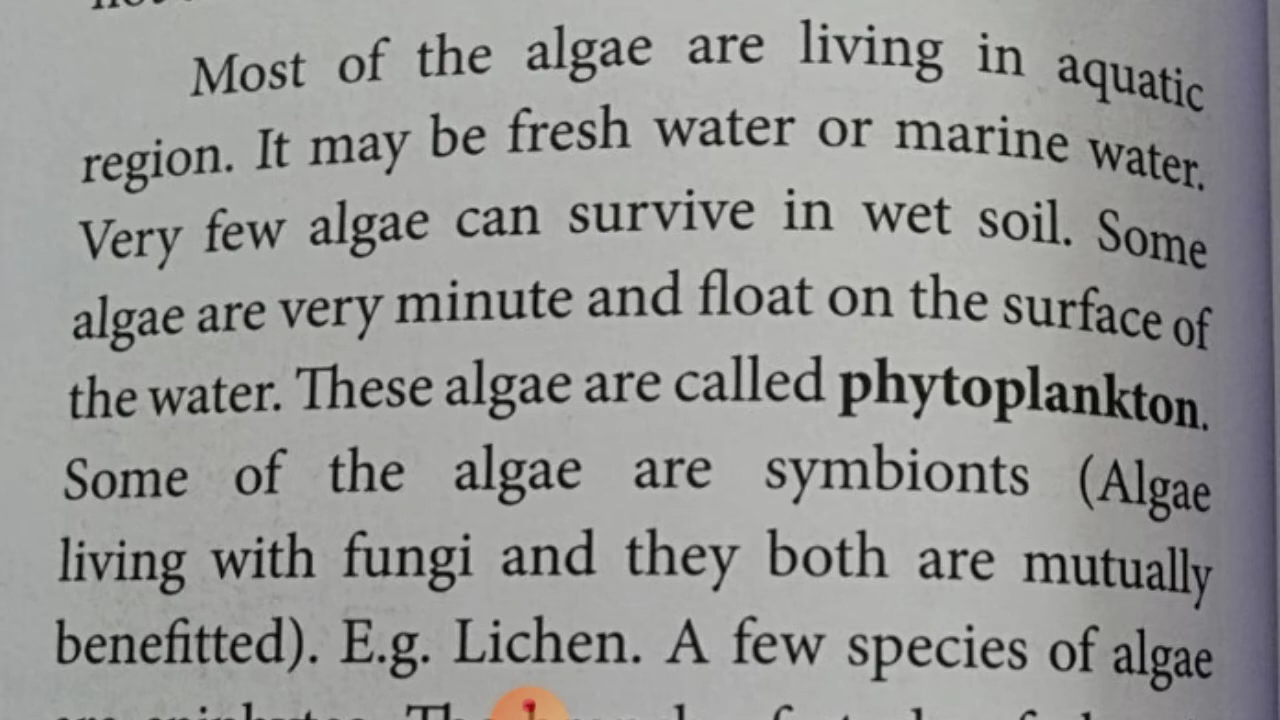 Most of the algae are living in aquatic
region. It may be fresh water or marine water.
Very few algae can survive in wet soil. Some
algae are very minute and float on the surface of
the water. These algae are called phytoplankton.
Some of the algae are symbionts (Algae
living with fungi and they both are mutually
benefitted). E.g. Lichen. A few species of algae